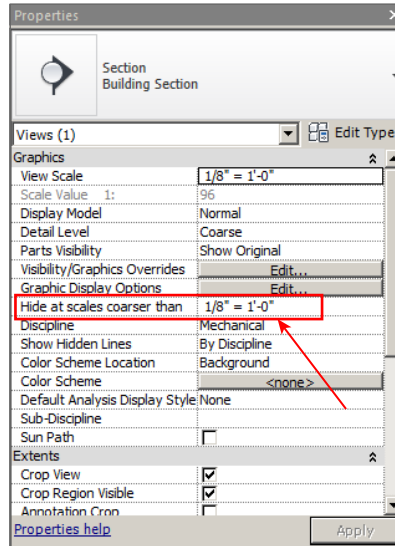 Properties
Section
Building Section
Views (1) Edit Type
Graphics
View Scale 1/8" = 1'-0"
Scale Value 1: 96
Display Model Normal
Detail Level Coarse
Parts Visibility Show Original
Visibility/Graphics Overrides Edit...
Graphic Display Options Edit...
Hide at scales coarser than 1/8" = 1'-0"
Discipline Mechanical
Show Hidden Lines By Discipline
Color Scheme Location Background
Color Scheme <none>
Default Analysis Display Style None
Sub-Discipline
Sun Path
Extents
Crop View
Crop Region Visible
Annotation Crop
Properties help Apply